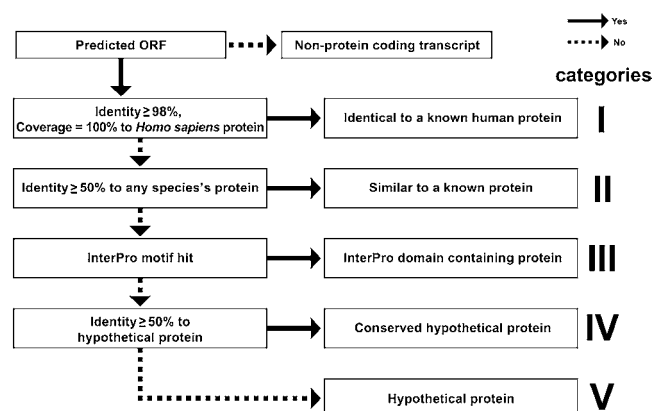 Yes
No
categories
Predicted ORF
Non-protein coding transcript
Identity ≥ 98%,
Coverage = 100% to Homo sapiens protein
Identical to a known human protein
I
Identity ≥ 50% to any species's protein
Similar to a known protein
II
InterPro motif hit
InterPro domain containing protein
III
Identity ≥ 50% to
hypothetical protein
Conserved hypothetical protein
IV
Hypothetical protein
V